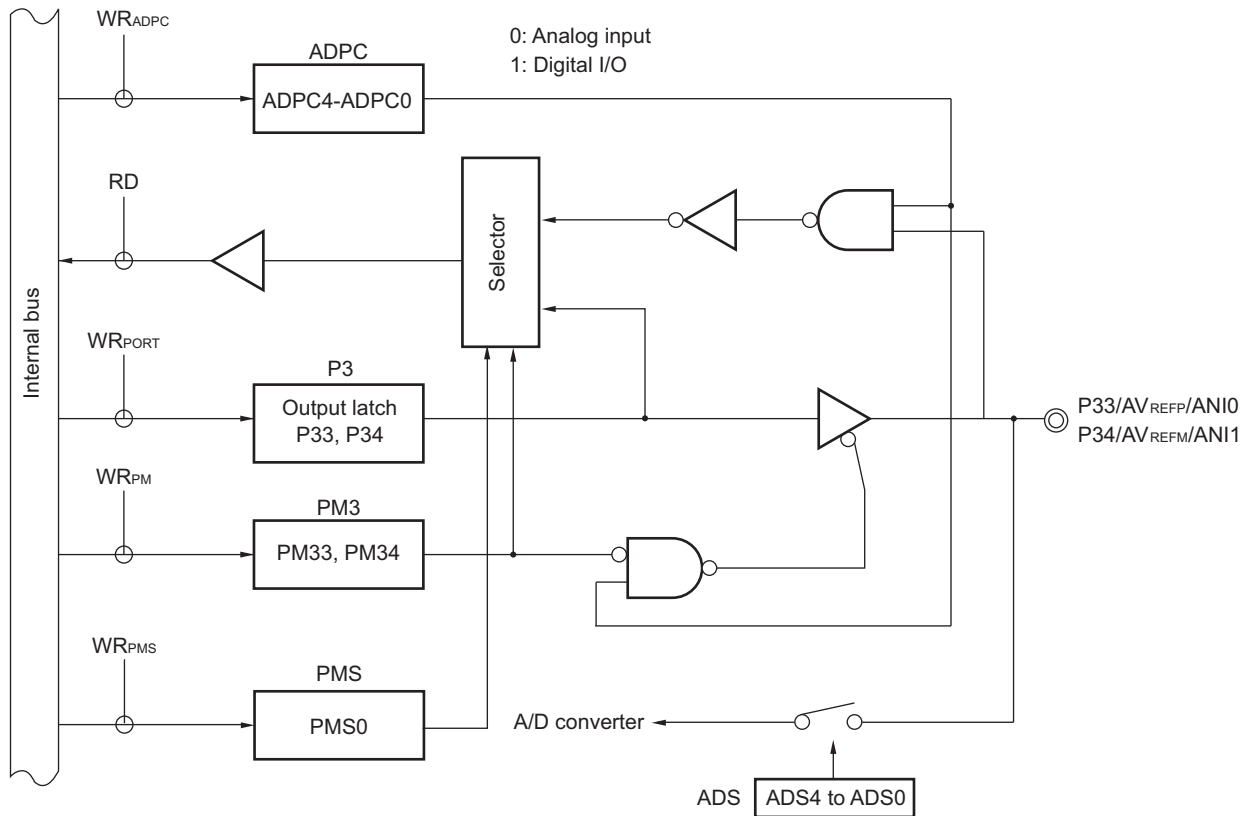 WRADPC
ADPC
0: Analog input
1: Digital I/O
ADPC4-ADPC0
RD
Selector
Internal bus
WRPORT
P3
Output latch
P33, P34
P33/AVREFP/ANI0
P34/AVREFM/ANI1
WRPM
PM3
PM33, PM34
WRPMS
PMS
PMS0
A/D converter
ADS
ADS4 to ADS0